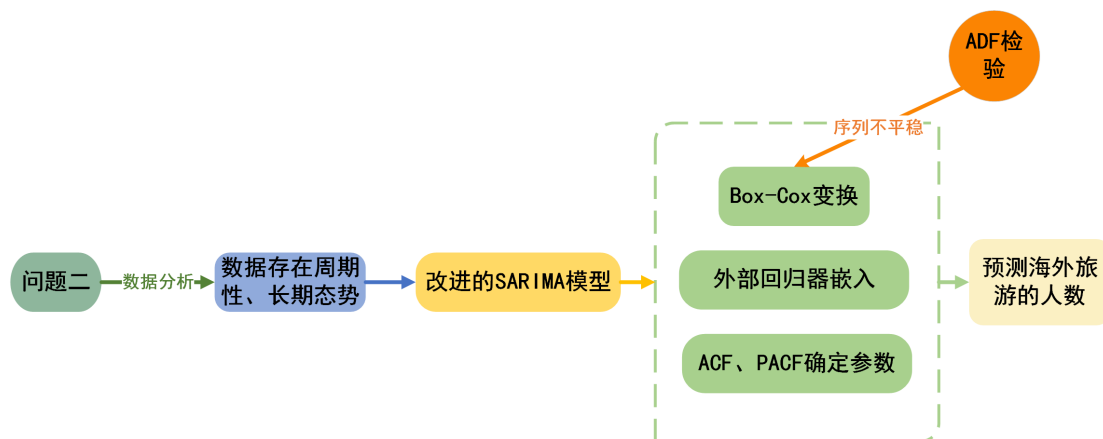 ADF检
验
序列不平稳
Box-Cox变换
问题二
数据分析
数据存在周期
性、长期态势
改进的SARIMA模型
外部回归器嵌入
ACF、PACF确定参数
预测海外旅
游的人数